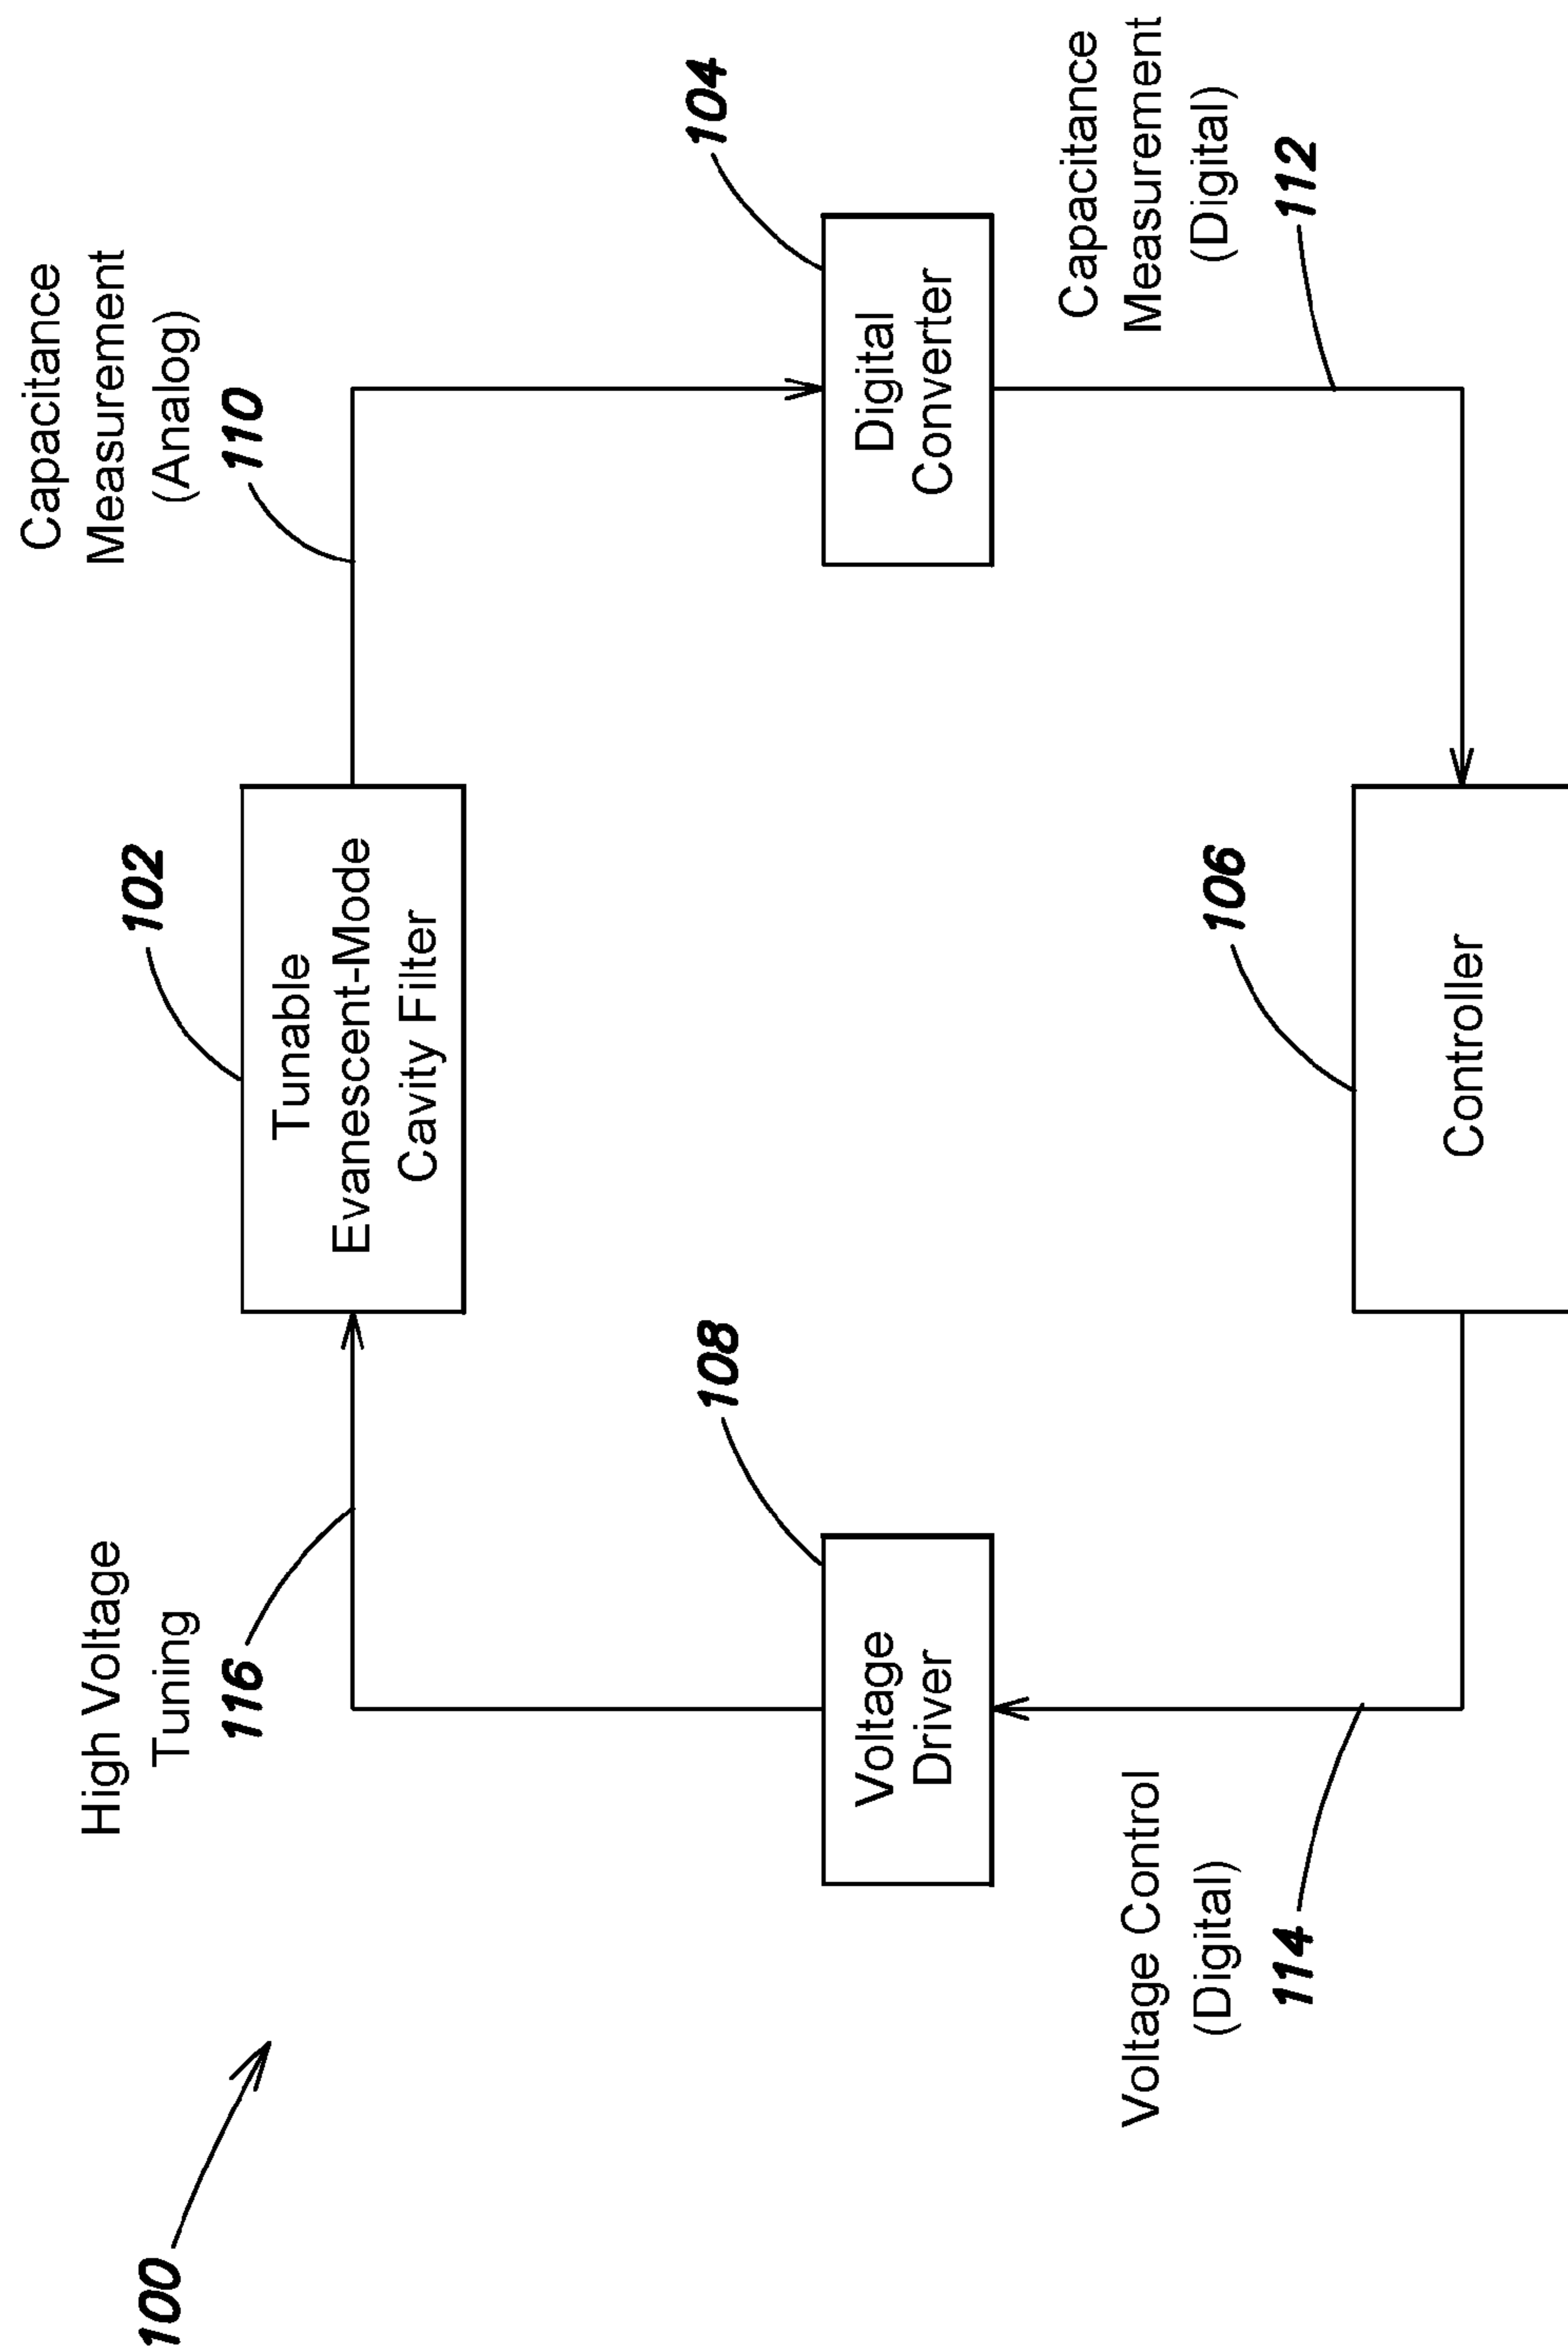 100
High Voltage
Tuning
116
102
Tunable
Evanescent-Mode
Cavity Filter
Capacitance
Measurement
(Analog)
110
108
Voltage
Driver
104
Digital
Converter
Voltage Control
(Digital)
114
106
Controller
Capacitance
Measurement
(Digital)
112